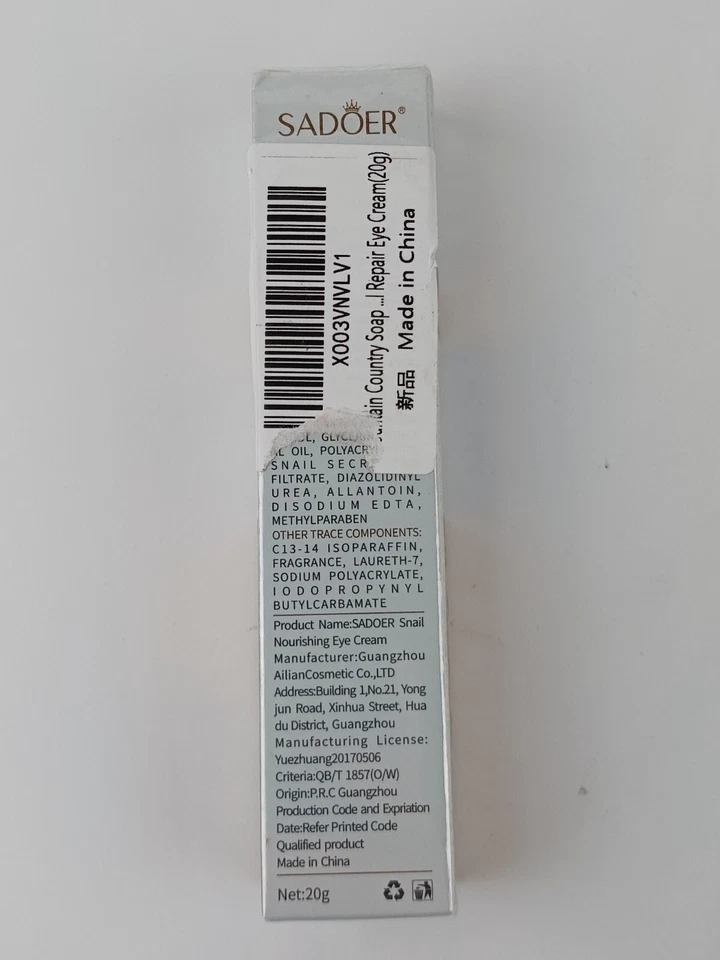 SADOER®
X003VNVLV1
Country Soap ...l Repair Eye Cream(20g)
新品 Made in China
OIL, POLYACRY
SNAIL SECR
FILTRATE, DIAZOLIDINYL
UREA, ALLANTOIN,
DISODIUM EDTA,
METHYLPARABEN
OTHER TRACE COMPONENTS:
C13-14 ISOPARAFFIN,
FRAGRANCE, LAURETH-7,
SODIUM POLYACRYLATE,
IODOPROPYNYL
BUTYLCARBAMATE
Product Name:SADOER Snail
Nourishing Eye Cream
Manufacturer:Guangzhou
AilianCosmetic Co.,LTD
Address:Building 1,No.21, Yong
jun Road, Xinhua Street, Hua
du District, Guangzhou
Manufacturing License:
Yuezhuang20170506
Criteria:QB/T 1857(O/W)
Origin:P.R.C Guangzhou
Production Code and Expriation
Date:Refer Printed Code
Qualified product
Made in China
Net:20g